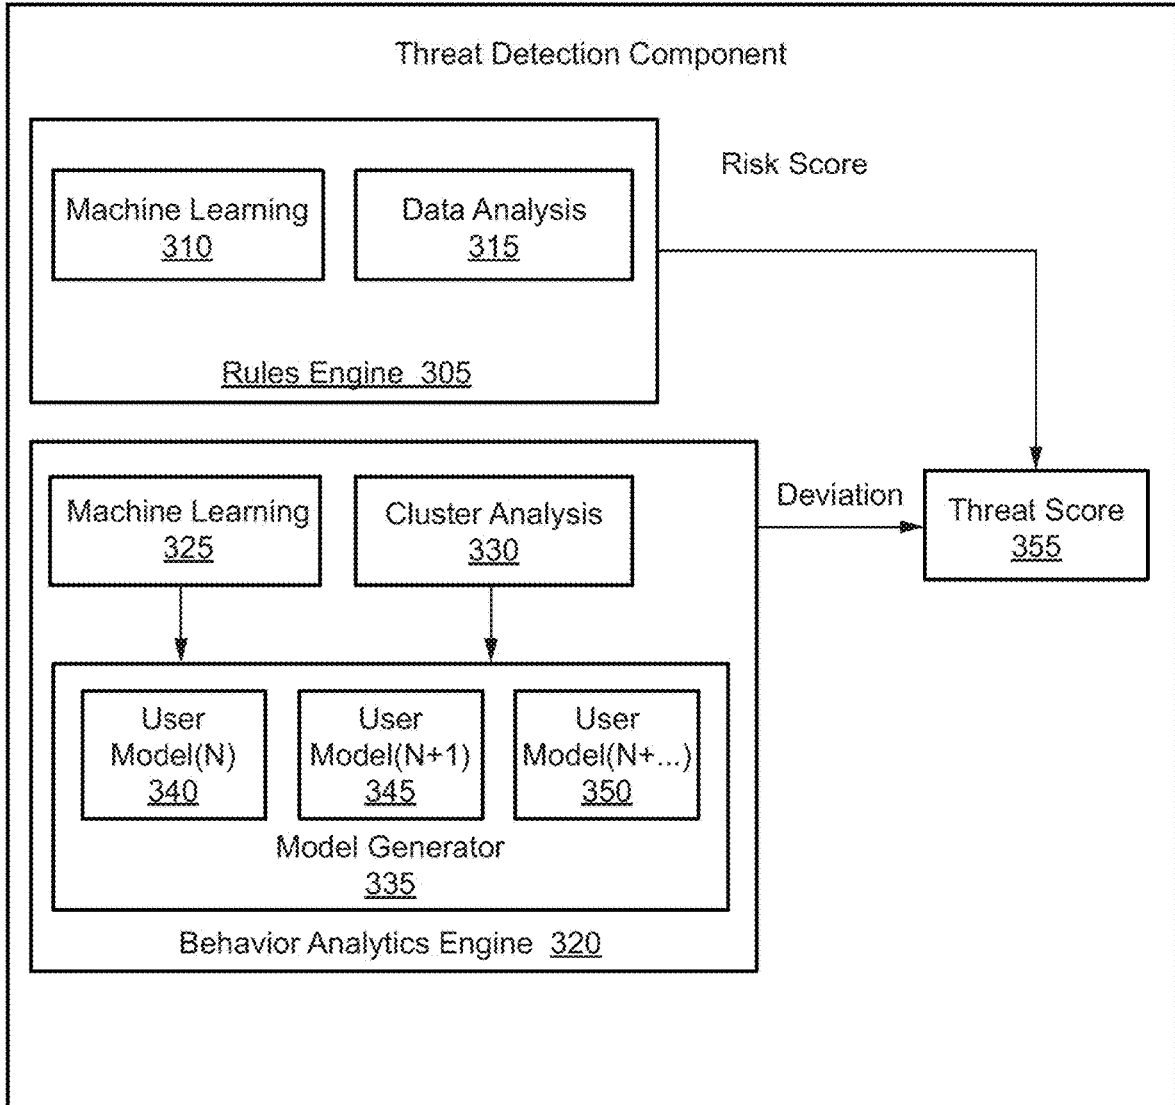 Threat Detection Component
Risk Score
Machine Learning
310
Data Analysis
315
Rules Engine 305
Machine Learning
325
Cluster Analysis
330
Deviation
Threat Score
355
User
Model(N)
340
User
Model(N+1)
345
User
Model(N+...)
350
Model Generator
335
Behavior Analytics Engine 320